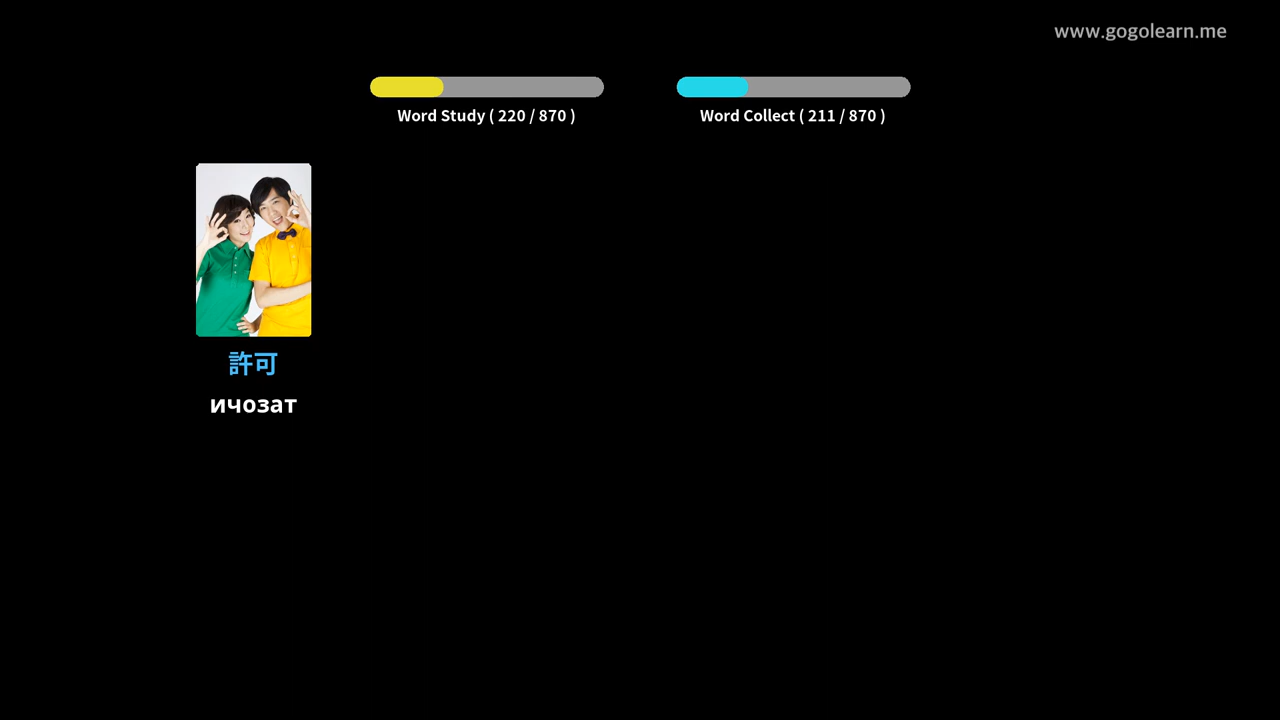 www.gogolearn.me
Word Study ( 220 / 870 )
Word Collect ( 211 / 870 )
許可
ичозат